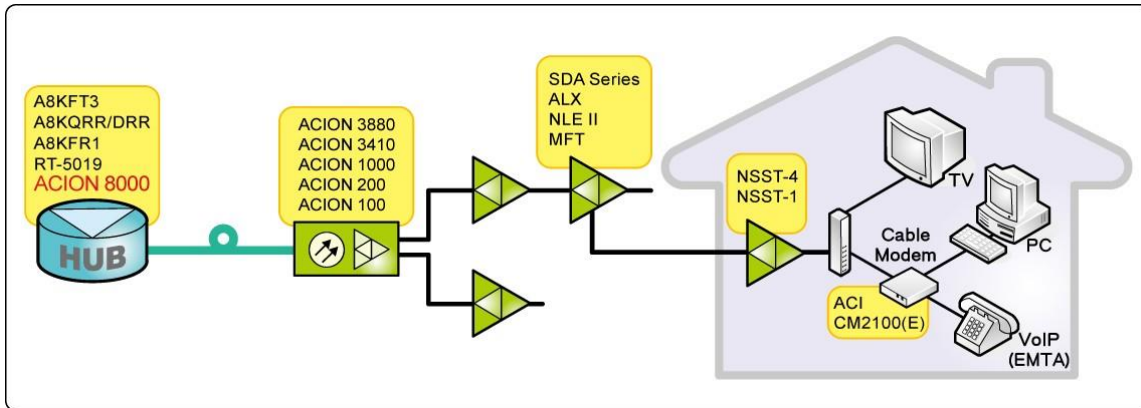 A8KFT3
A8KQRR/DRR
A8KFR1
RT-5019
ACION 8000
HUB
ACION 3880
ACION 3410
ACION 1000
ACION 200
ACION 100
SDA Series
ALX
NLE II
MFT
NSST-4
NSST-1
TV
PC
Cable
Modem
ACI
CM2100(E)
VoIP
(EMTA)